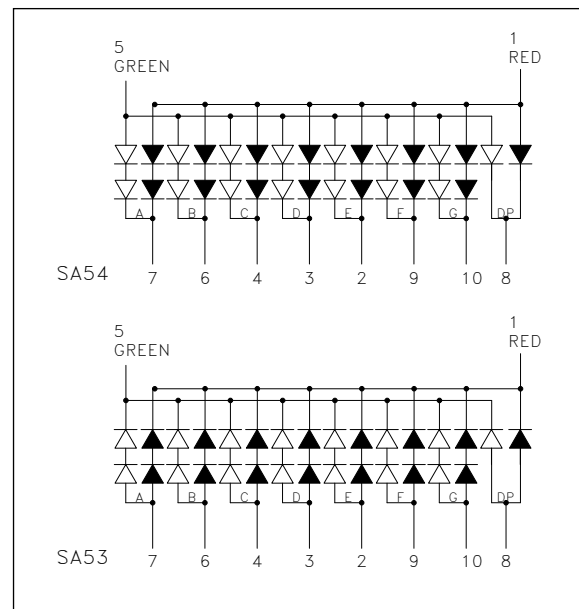 5
GREEN
1
RED
A B C D E F G DP
SA54 7 6 4 3 2 9 10 8
5
GREEN
1
RED
A B C D E F G DP
SA53 7 6 4 3 2 9 10 8